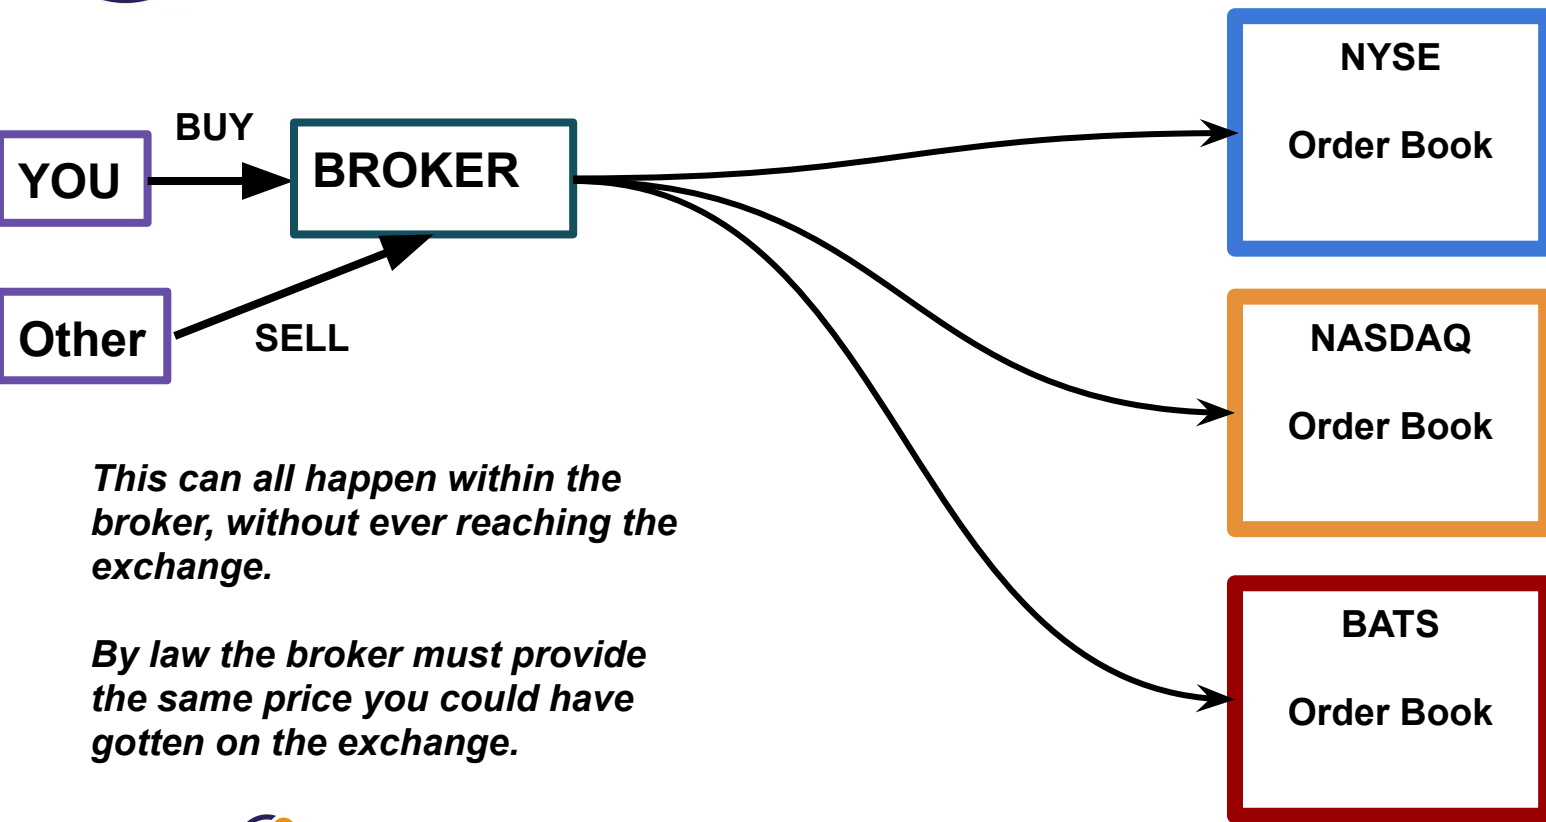 BUY
YOU
BROKER
Other
SELL
This can all happen within the
broker, without ever reaching the
exchange.
By law the broker must provide
the same price you could have
gotten on the exchange.
NYSE
Order Book
NASDAQ
Order Book
BATS
Order Book